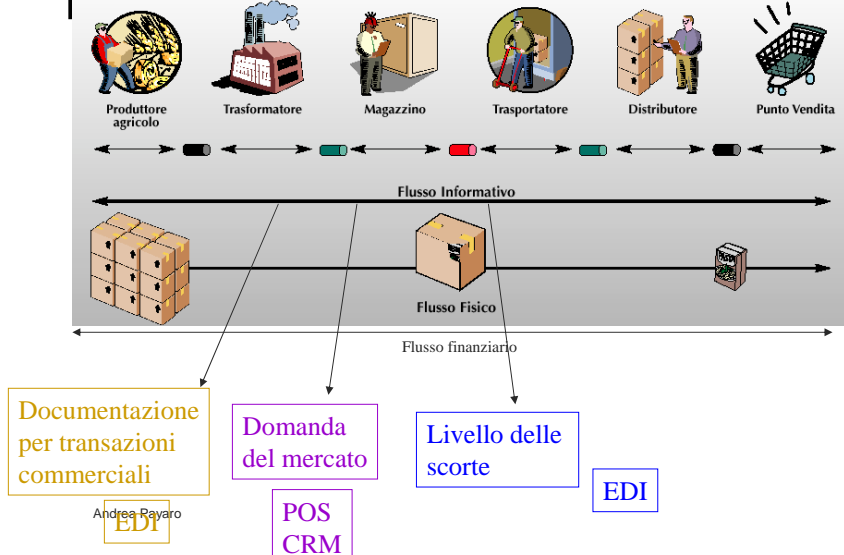 Produttore
agricolo
Trasformatore
Magazzino
Trasportatore
Distributore
Punto Vendita
Flusso Informativo
Flusso Fisico
Flusso finanziario
Documentazione
per transazioni
commerciali
EDI
Domanda
del mercato
POS
CRM
Livello delle
scorte
EDI
Andrea Payaro